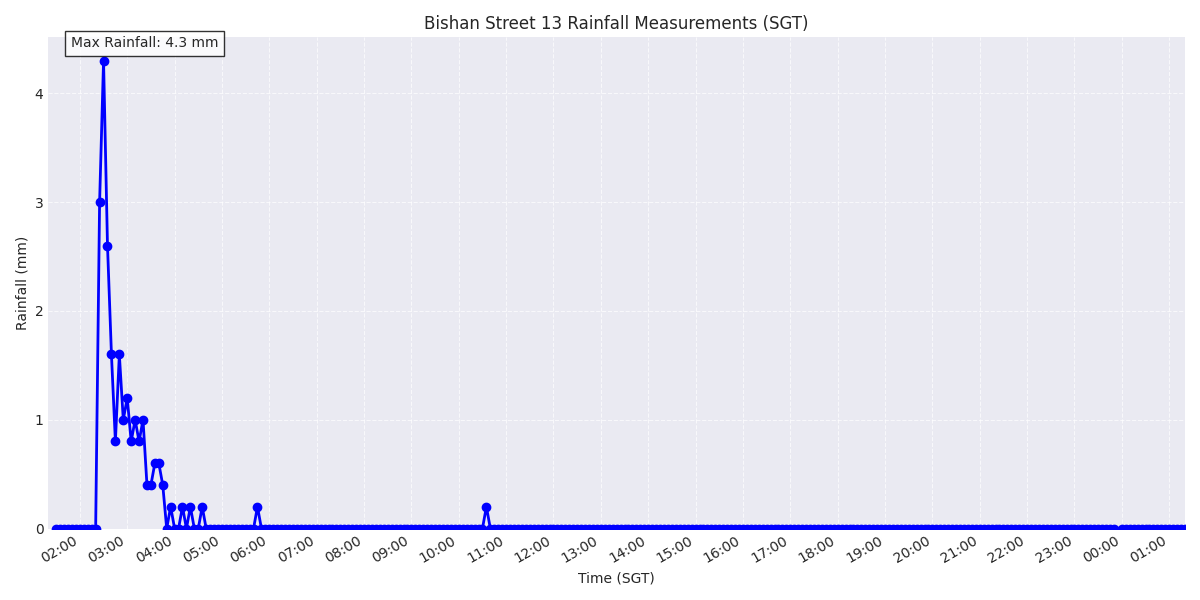 Bishan Street 13 Rainfall Measurements (SGT)
Max Rainfall: 4.3 mm
4
3
2
1
0
Rainfall (mm)
02:00 03:00 04:00 05:00 06:00 07:00 08:00 09:00 10:00 11:00 12:00 13:00 14:00 15:00 16:00 17:00 18:00 19:00 20:00 21:00 22:00 23:00 00:00 01:00
Time (SGT)